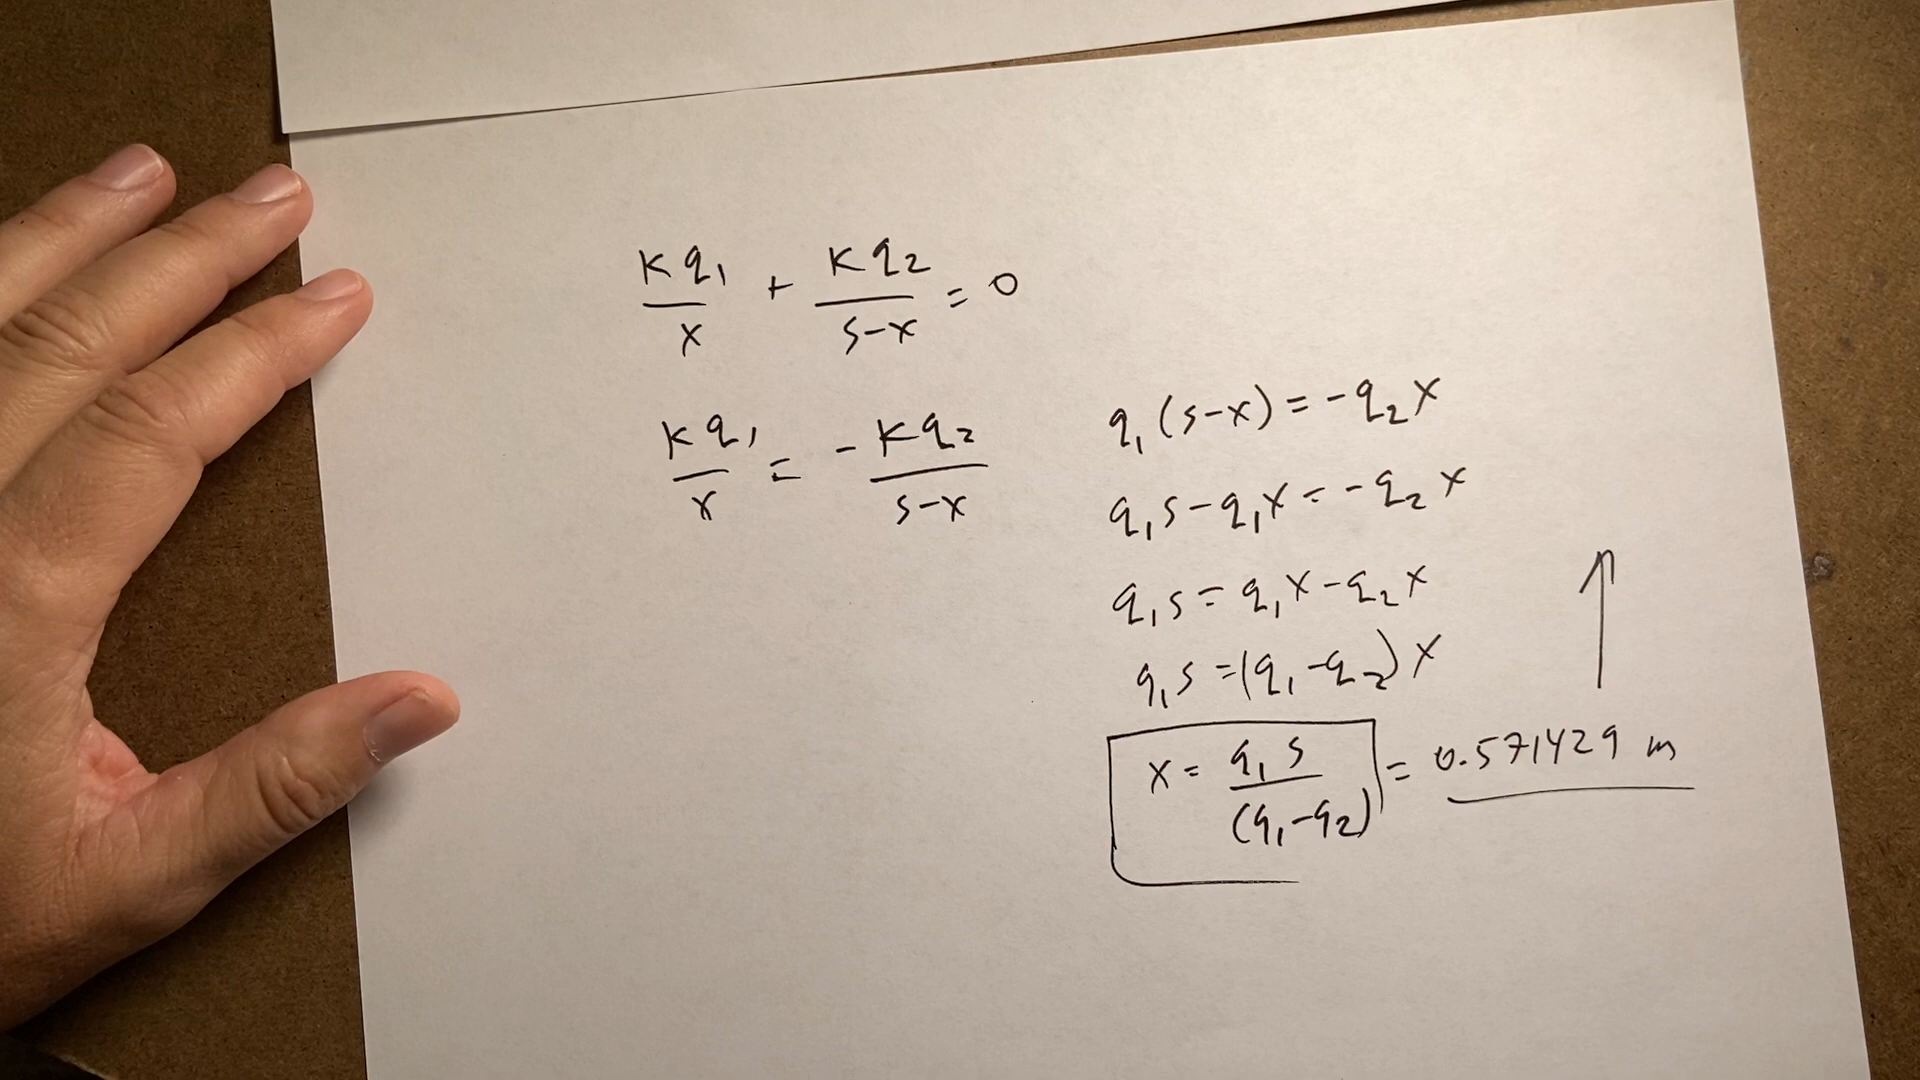 Kq₁/x + Kq₂/(s-x) = 0
Kq₁/x = -Kq₂/(s-x)
q₁(s-x) = -q₂x
q₁s - q₁x = -q₂x
q₁s = q₁x - q₂x
q₁s = (q₁-q₂)x
x = q₁s/(q₁-q₂) = 0.571429 m